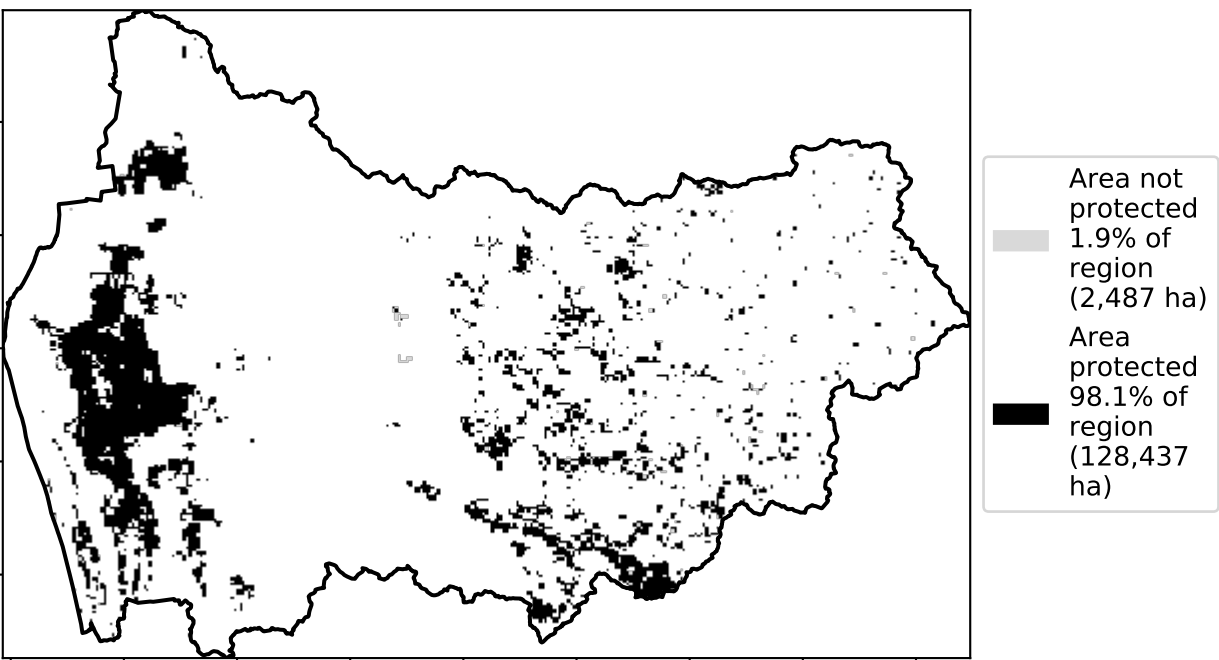 Area not
protected
1.9% of
region
(2,487 ha)
Area
protected
98.1% of
region
(128,437
ha)